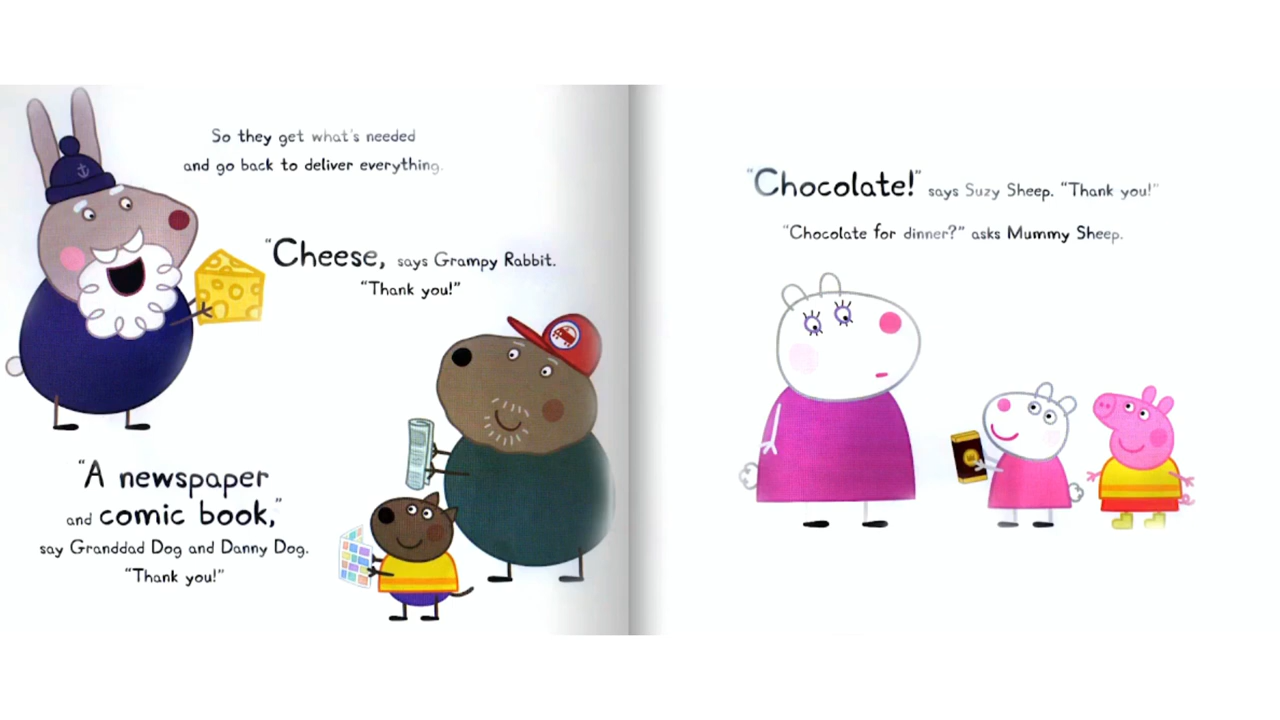 So they get what's needed
and go back to deliver everything.
"Cheese, says Grampy Rabbit.
"Thank you!"
"A newspaper
and comic book,"
say Granddad Dog and Danny Dog.
"Thank you!"
"Chocolate!" says Suzy Sheep. "Thank you!"
"Chocolate for dinner?" asks Mummy Sheep.